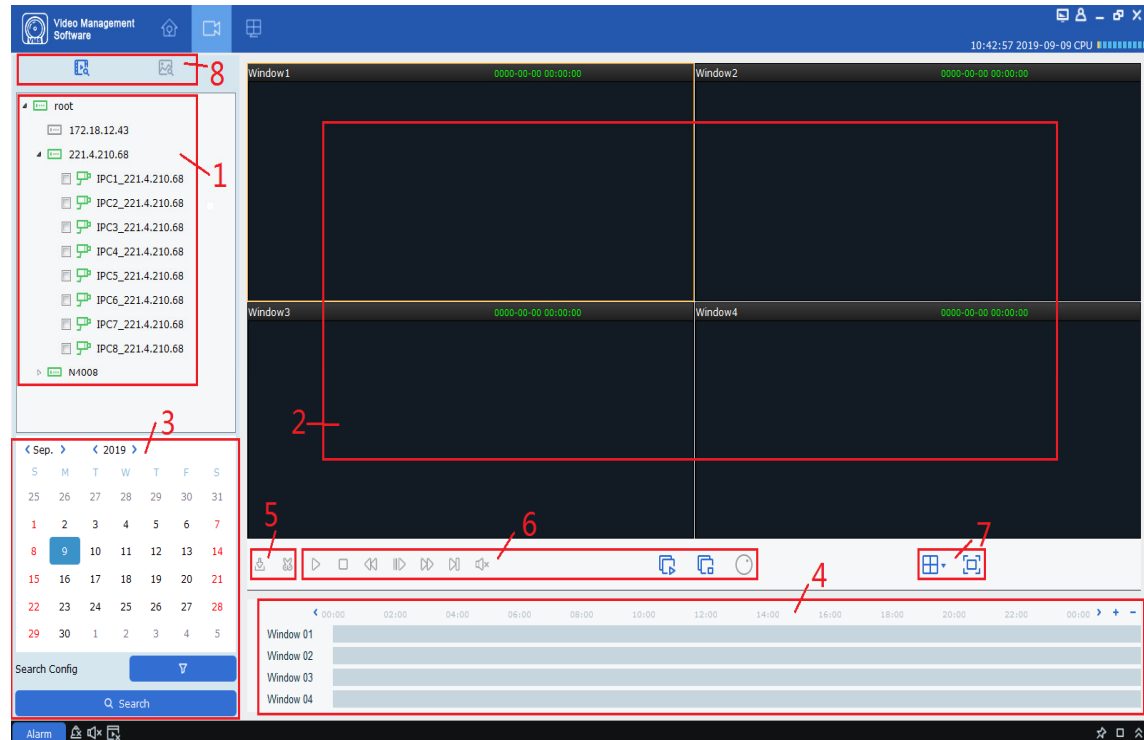 Video Management
Software
10:42:57 2019-09-09 CPU
8
root
172.18.12.43
221.4.210.68
IPC1_221.4.210.68
IPC2_221.4.210.68
IPC3_221.4.210.68
IPC4_221.4.210.68
IPC5_221.4.210.68
IPC6_221.4.210.68
IPC7_221.4.210.68
IPC8_221.4.210.68
N4008
1
Window1 0000-00-00 00:00:00
Window2 0000-00-00 00:00:00
Window3 0000-00-00 00:00:00
Window4 0000-00-00 00:00:00
2
3
Sep. 2019
S M T W T F S
25 26 27 28 29 30 31
1 2 3 4 5 6 7
8 9 10 11 12 13 14
15 16 17 18 19 20 21
22 23 24 25 26 27 28
29 30 1 2 3 4 5
Search Config
Search
5
6
7
4
00:00 02:00 04:00 06:00 08:00 10:00 12:00 14:00 16:00 18:00 20:00 22:00 00:00 + -
Window 01
Window 02
Window 03
Window 04
Alarm